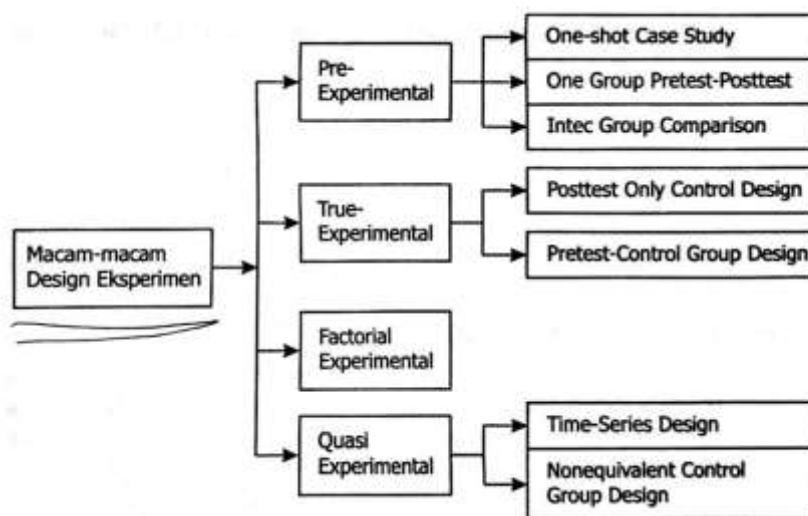 Macam-macam
Design Eksperimen
Pre-
Experimental
One-shot Case Study
One Group Pretest-Posttest
Intec Group Comparison
True-
Experimental
Posttest Only Control Design
Pretest-Control Group Design
Factorial
Experimental
Quasi
Experimental
Time-Series Design
Nonequivalent Control
Group Design